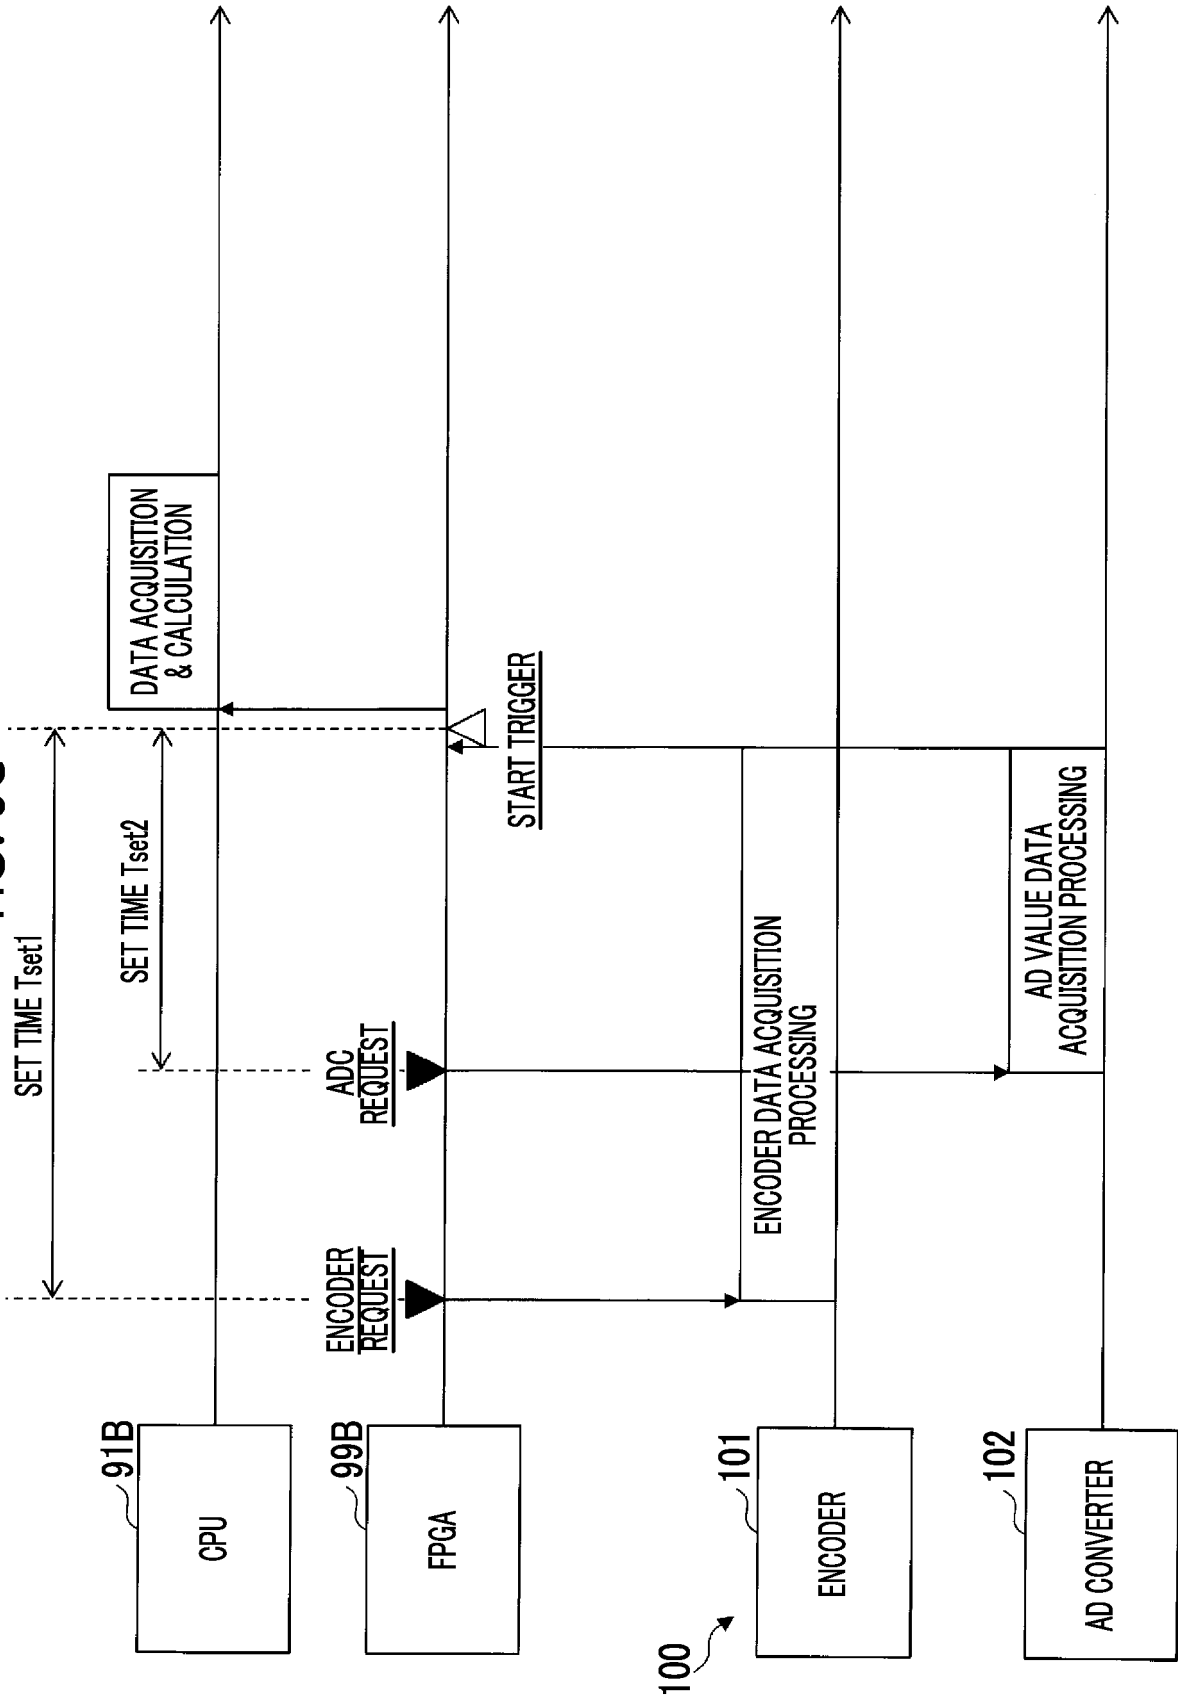 SET TIME Tset1
SET TIME Tset2
DATA ACQUISITION
& CALCULATION
START TRIGGER
ADC
REQUEST
ENCODER
REQUEST
ENCODER DATA ACQUISITION
PROCESSING
AD VALUE DATA
ACQUISITION PROCESSING
91B
CPU
99B
FPGA
100
101
ENCODER
102
AD CONVERTER